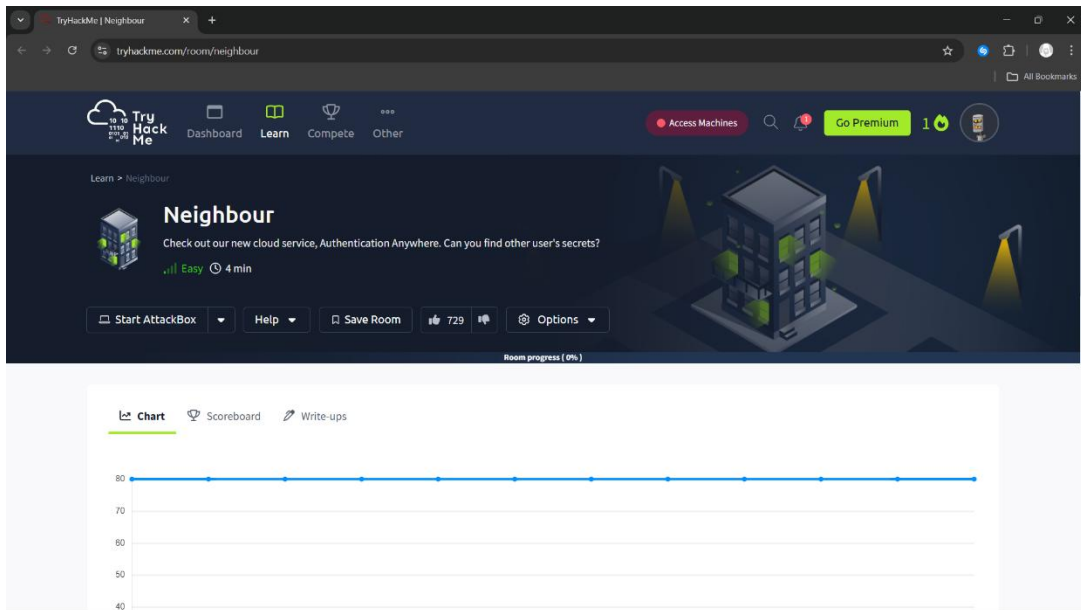 TryHackMe | Neighbour
tryhackme.com/room/neighbour
All Bookmarks
Try Hack Me
Dashboard Learn Compete Other
Access Machines Go Premium 1
Learn > Neighbour
Neighbour
Check out our new cloud service, Authentication Anywhere. Can you find other user's secrets?
Easy 4 min
Start AttackBox Help Save Room 729 Options
Room progress ( 0% )
Chart Scoreboard Write-ups
80
70
60
50
40